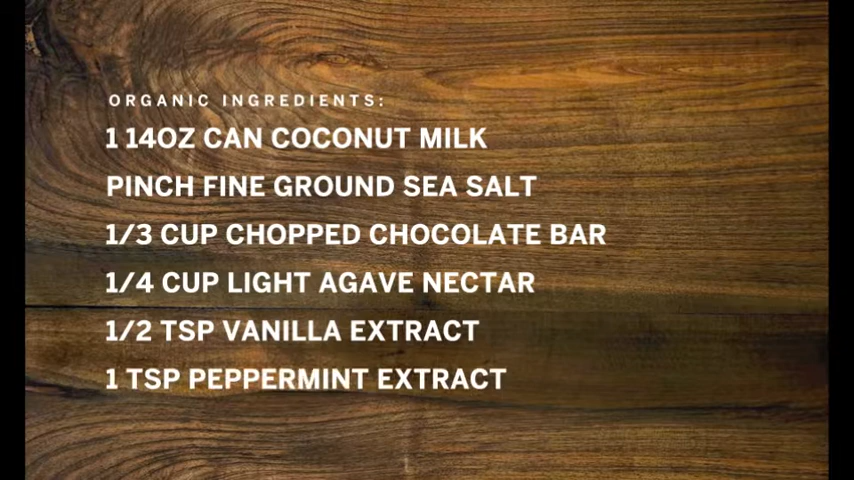 ORGANIC INGREDIENTS:
1 14OZ CAN COCONUT MILK
PINCH FINE GROUND SEA SALT
1/3 CUP CHOPPED CHOCOLATE BAR
1/4 CUP LIGHT AGAVE NECTAR
1/2 TSP VANILLA EXTRACT
1 TSP PEPPERMINT EXTRACT